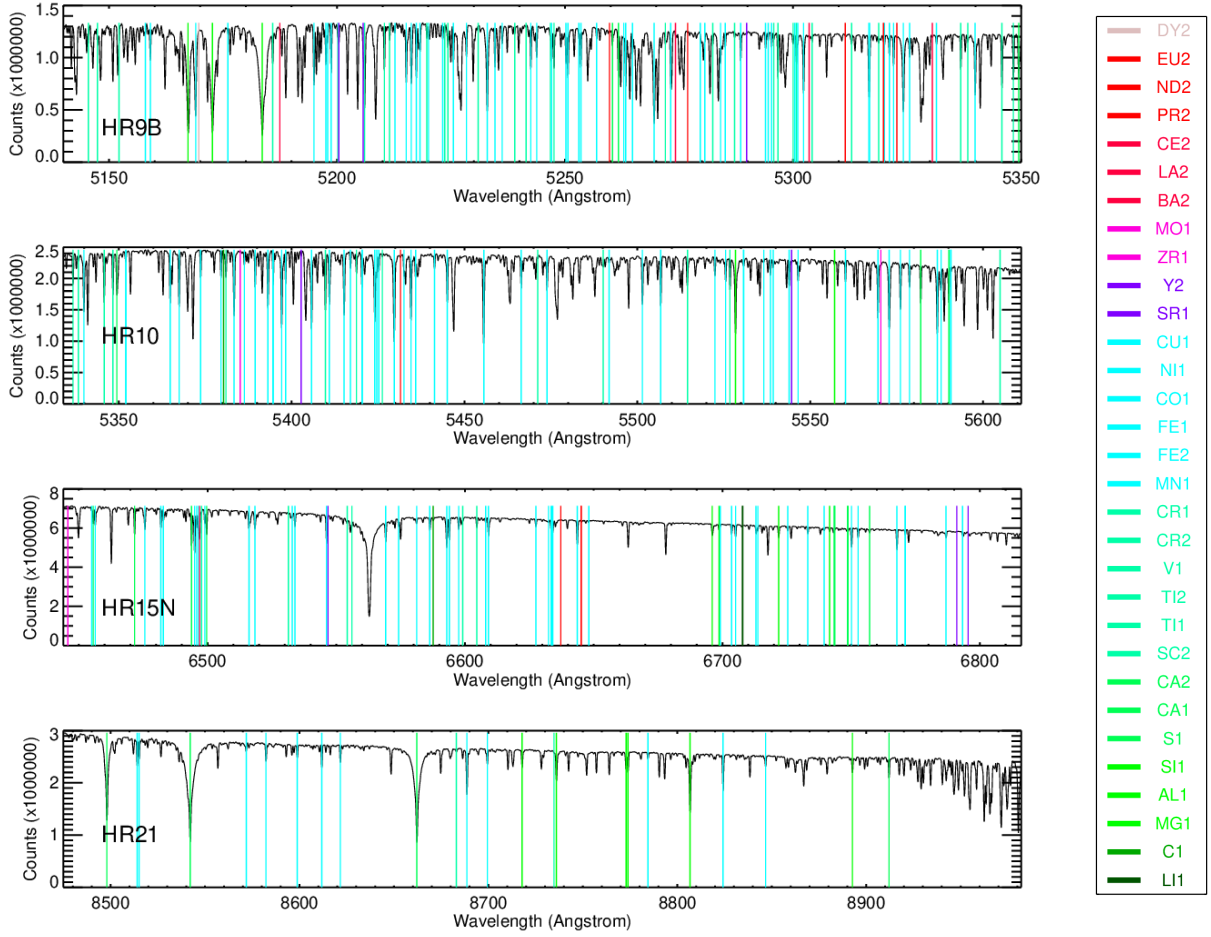 Counts (x1000000)
1.5
1.0
0.5
0.0
HR9B
5150
5200
5250
5300
5350
Wavelength (Angstrom)
Counts (x1000000)
2.5
2.0
1.5
1.0
0.5
0.0
HR10
5350
5400
5450
5500
5550
5600
Wavelength (Angstrom)
Counts (x1000000)
8
6
4
2
0
HR15N
6500
6600
6700
6800
Wavelength (Angstrom)
Counts (x1000000)
3
2
1
0
HR21
8500
8600
8700
8800
8900
Wavelength (Angstrom)
DY2
EU2
ND2
PR2
CE2
LA2
BA2
MO1
ZR1
Y2
SR1
CU1
NI1
CO1
FE1
FE2
MN1
CR1
CR2
V1
TI2
TI1
SC2
CA2
CA1
S1
SI1
AL1
MG1
C1
LI1